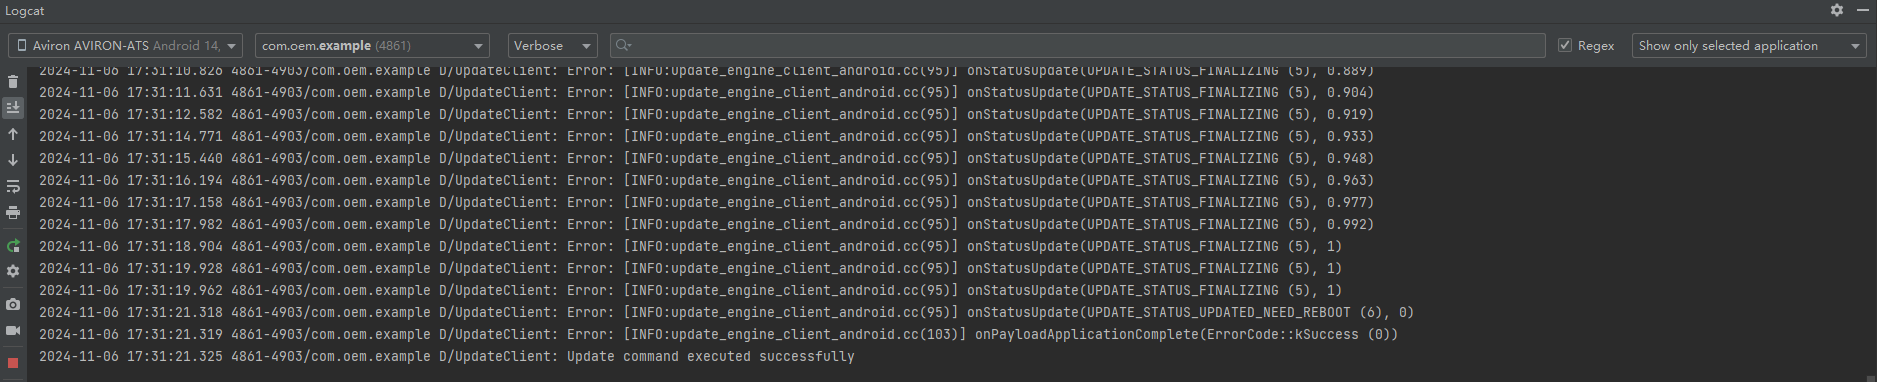 Logcat
Aviron AVIRON-ATS Android 14, com.oem.example (4861) Verbose Regex Show only selected application
2024-11-06 17:31:10.826 4861-4903/com.oem.example D/UpdateClient: Error: [INFO:update_engine_client_android.cc(95)] onStatusUpdate(UPDATE_STATUS_FINALIZING (5), 0.889)
2024-11-06 17:31:11.631 4861-4903/com.oem.example D/UpdateClient: Error: [INFO:update_engine_client_android.cc(95)] onStatusUpdate(UPDATE_STATUS_FINALIZING (5), 0.904)
2024-11-06 17:31:12.582 4861-4903/com.oem.example D/UpdateClient: Error: [INFO:update_engine_client_android.cc(95)] onStatusUpdate(UPDATE_STATUS_FINALIZING (5), 0.919)
2024-11-06 17:31:14.771 4861-4903/com.oem.example D/UpdateClient: Error: [INFO:update_engine_client_android.cc(95)] onStatusUpdate(UPDATE_STATUS_FINALIZING (5), 0.933)
2024-11-06 17:31:15.440 4861-4903/com.oem.example D/UpdateClient: Error: [INFO:update_engine_client_android.cc(95)] onStatusUpdate(UPDATE_STATUS_FINALIZING (5), 0.948)
2024-11-06 17:31:16.194 4861-4903/com.oem.example D/UpdateClient: Error: [INFO:update_engine_client_android.cc(95)] onStatusUpdate(UPDATE_STATUS_FINALIZING (5), 0.963)
2024-11-06 17:31:17.158 4861-4903/com.oem.example D/UpdateClient: Error: [INFO:update_engine_client_android.cc(95)] onStatusUpdate(UPDATE_STATUS_FINALIZING (5), 0.977)
2024-11-06 17:31:17.982 4861-4903/com.oem.example D/UpdateClient: Error: [INFO:update_engine_client_android.cc(95)] onStatusUpdate(UPDATE_STATUS_FINALIZING (5), 0.992)
2024-11-06 17:31:18.904 4861-4903/com.oem.example D/UpdateClient: Error: [INFO:update_engine_client_android.cc(95)] onStatusUpdate(UPDATE_STATUS_FINALIZING (5), 1)
2024-11-06 17:31:19.928 4861-4903/com.oem.example D/UpdateClient: Error: [INFO:update_engine_client_android.cc(95)] onStatusUpdate(UPDATE_STATUS_FINALIZING (5), 1)
2024-11-06 17:31:19.962 4861-4903/com.oem.example D/UpdateClient: Error: [INFO:update_engine_client_android.cc(95)] onStatusUpdate(UPDATE_STATUS_FINALIZING (5), 1)
2024-11-06 17:31:21.318 4861-4903/com.oem.example D/UpdateClient: Error: [INFO:update_engine_client_android.cc(95)] onStatusUpdate(UPDATE_STATUS_UPDATED_NEED_REBOOT (6), 0)
2024-11-06 17:31:21.319 4861-4903/com.oem.example D/UpdateClient: Error: [INFO:update_engine_client_android.cc(103)] onPayloadApplicationComplete(ErrorCode::kSuccess (0))
2024-11-06 17:31:21.325 4861-4903/com.oem.example D/UpdateClient: Update command executed successfully